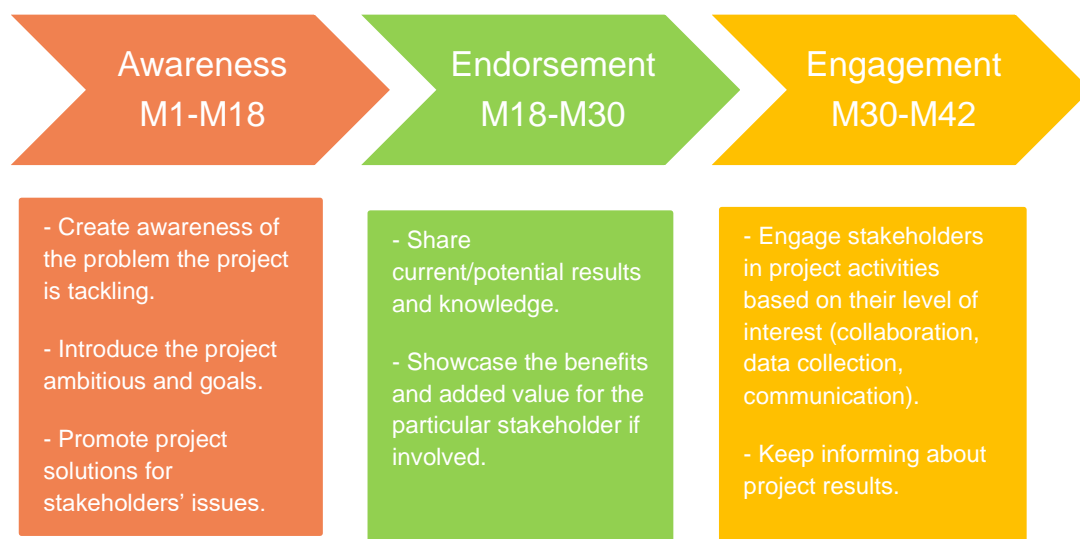 Awareness
M1-M18
Endorsement
M18-M30
Engagement
M30-M42
- Create awareness of
the problem the project
is tackling.
- Introduce the project
ambitious and goals.
- Promote project
solutions for
stakeholders’ issues.
- Share
current/potential results
and knowledge.
- Showcase the benefits
and added value for the
particular stakeholder if
involved.
- Engage stakeholders
in project activities
based on their level of
interest (collaboration,
data collection,
communication).
- Keep informing about
project results.